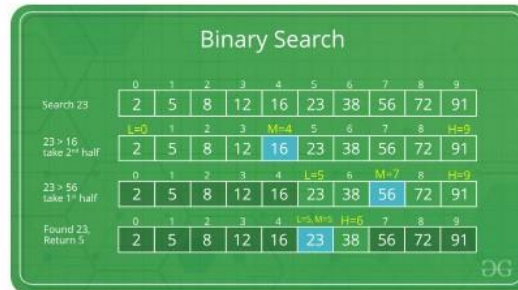 Binary Search
0 1 2 3 4 5 6 7 8 9
Search 23 2 5 8 12 16 23 38 56 72 91
L=0 1 2 3 M=4 5 6 7 8 H=9
23 > 16
take 2nd half 2 5 8 12 16 23 38 56 72 91
0 1 2 3 4 L=5 6 M=7 8 H=9
23 > 56
take 1st half 2 5 8 12 16 23 38 56 72 91
0 1 2 3 4 L=5, M=5 H=6 7 8 9
Found 23,
Return 5 2 5 8 12 16 23 38 56 72 91
GG